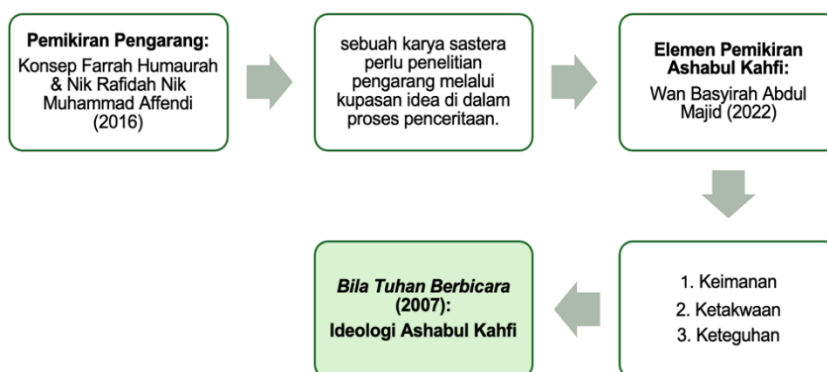 Pemikiran Pengarang:
Konsep Farrah Humaurah
& Nik Rafidah Nik
Muhammad Affendi
(2016)
sebuah karya sastera
perlu penelitian
pengarang melalui
kupasan idea di dalam
proses penceritaan.
Elemen Pemikiran
Ashabul Kahfi:
Wan Basyirah Abdul
Majid (2022)
1. Keimanan
2. Ketakwaan
3. Keteguhan
Bila Tuhan Berbicara
(2007):
Ideologi Ashabul Kahfi